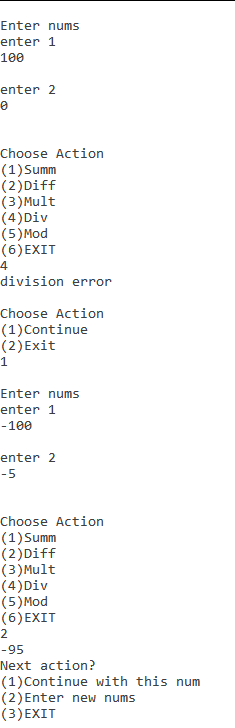 Enter nums
enter 1
100
enter 2
0
Choose Action
(1)Summ
(2)Diff
(3)Mult
(4)Div
(5)Mod
(6)EXIT
4
division error
Choose Action
(1)Continue
(2)Exit
1
Enter nums
enter 1
-100
enter 2
-5
Choose Action
(1)Summ
(2)Diff
(3)Mult
(4)Div
(5)Mod
(6)EXIT
2
-95
Next action?
(1)Continue with this num
(2)Enter new nums
(3)EXIT